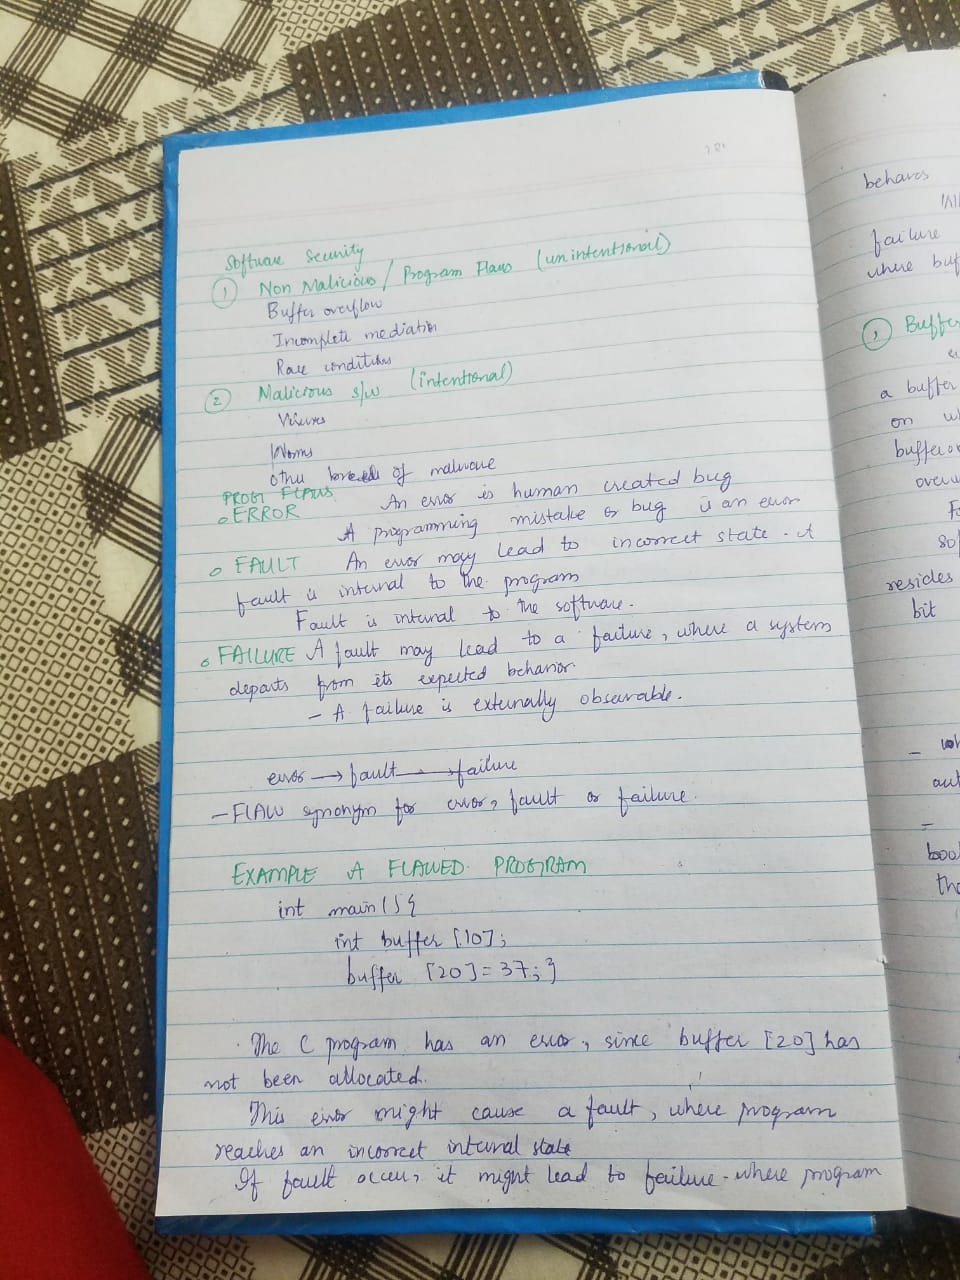 Software Security
① Non Malicious / Program Flaws (unintentional)
Buffer overflow
Incomplete mediation
Race conditions
② Malicious s/w (intentional)
Viruses
Worms
other breeds of malware
PROG FLAWS
o ERROR An error is human created bug
A programming mistake or bug is an error
o FAULT An error may lead to incorrect state. A
fault is internal to the program
Fault is internal to the software.
o FAILURE A fault may lead to a failure, where a system
departs from its expected behavior
- A failure is externally observable.
error → fault → failure
- FLAW synonym for error, fault or failure.
EXAMPLE A FLAWED PROGRAM
int main(){
int buffer [10];
buffer [20] = 37; }
The C program has an error, since buffer [20] has
not been allocated.
This error might cause a fault, where program
reaches an incorrect internal state
If fault occur, it might lead to failure - where program
behaves
failure
where buf
① Buffer
a buffer
on wh
buffer o
overw
Fo
so
resides
bit
- wh
aut
-
bool
tha